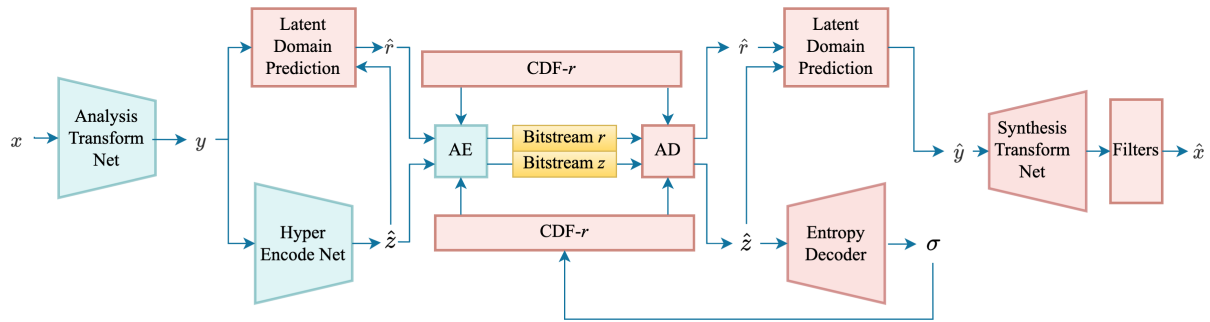 x
Analysis
Transform
Net
y
Latent
Domain
Prediction
r̂
Hyper
Encode Net
ẑ
CDF-r
AE
Bitstream r
Bitstream z
AD
CDF-r
r̂
Latent
Domain
Prediction
ẑ
Entropy
Decoder
σ
ŷ
Synthesis
Transform
Net
Filters
x̂